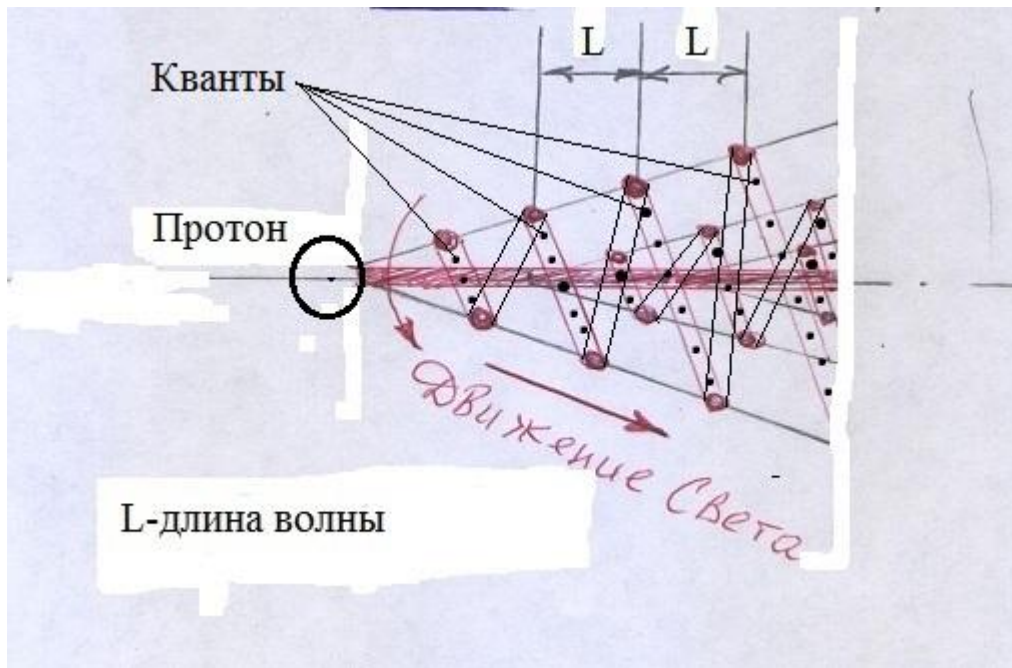 L L
Кванты
Протон
Движение Света
L-длина волны